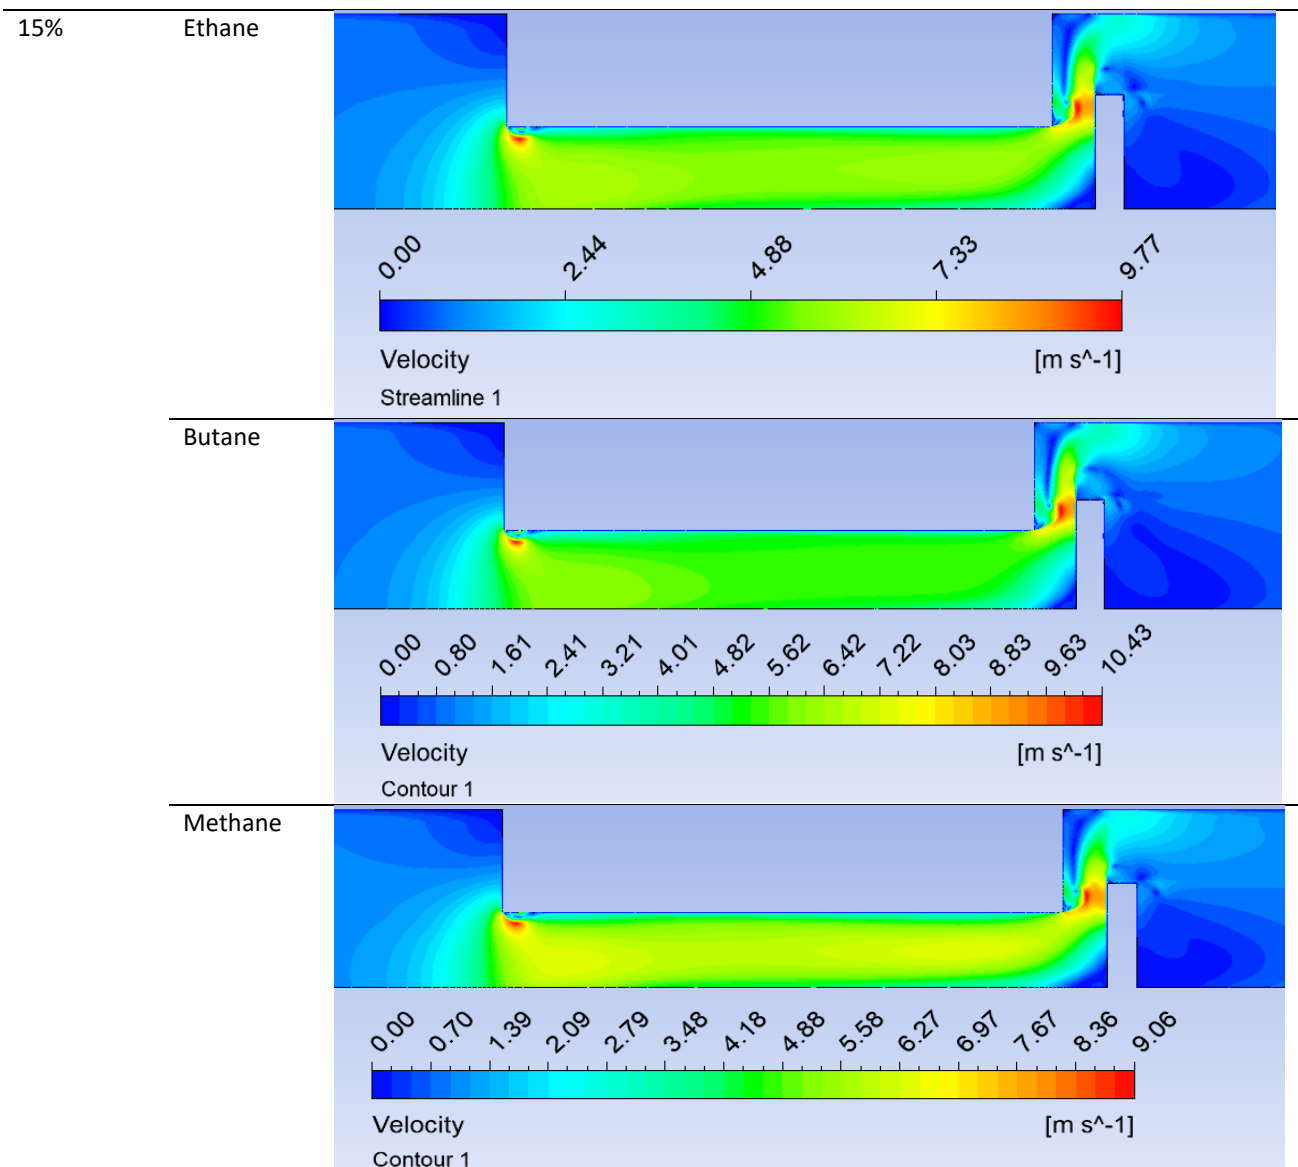 15% Ethane
0.00 2.44 4.88 7.33 9.77
Velocity [m s^-1]
Streamline 1
Butane
0.00 0.80 1.61 2.41 3.21 4.01 4.82 5.62 6.42 7.22 8.03 8.83 9.63 10.43
Velocity [m s^-1]
Contour 1
Methane
0.00 0.70 1.39 2.09 2.79 3.48 4.18 4.88 5.58 6.27 6.97 7.67 8.36 9.06
Velocity [m s^-1]
Contour 1